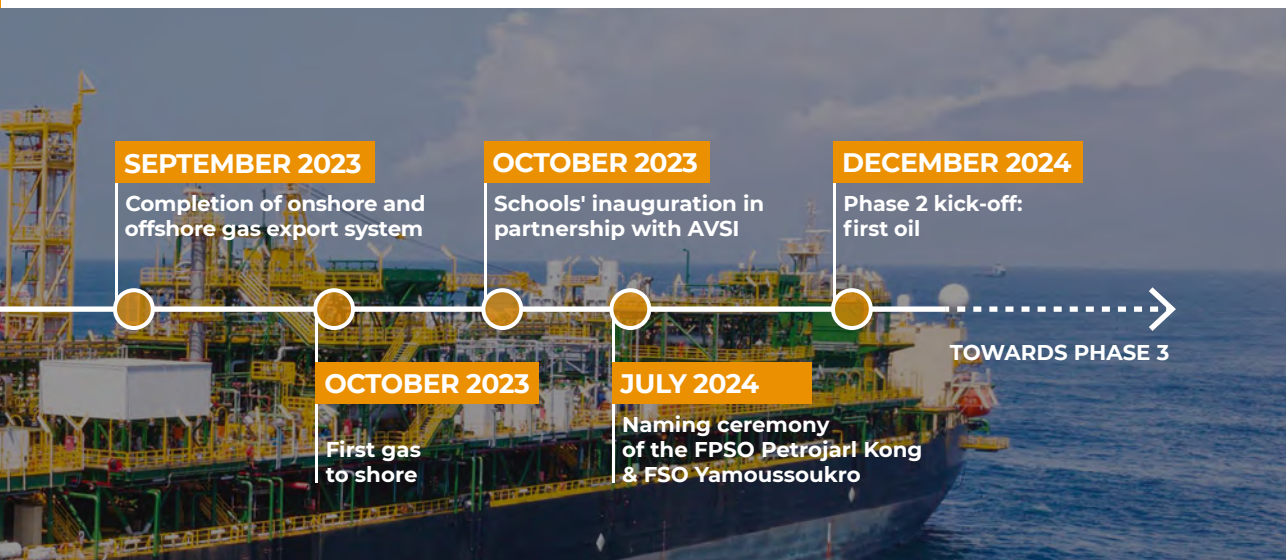 SEPTEMBER 2023
Completion of onshore and
offshore gas export system
OCTOBER 2023
First gas
to shore
OCTOBER 2023
Schools' inauguration in
partnership with AVSI
JULY 2024
Naming ceremony
of the FPSO Petrojarl Kong
& FSO Yamoussoukro
DECEMBER 2024
Phase 2 kick-off:
first oil
TOWARDS PHASE 3